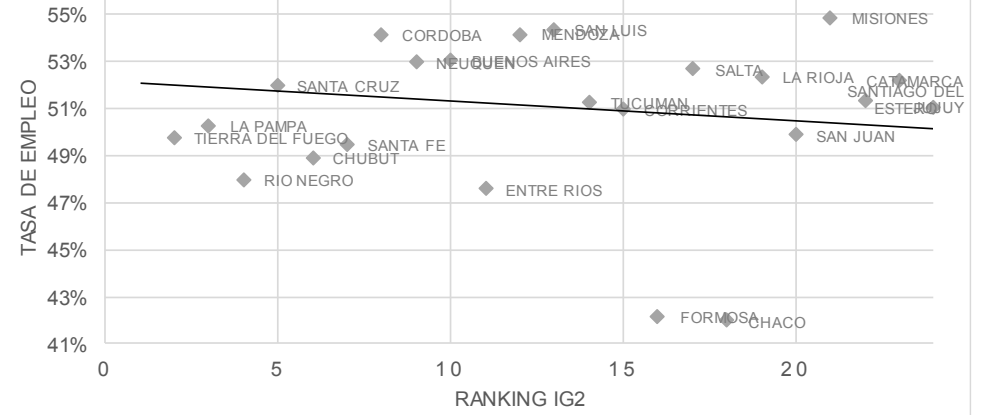 55%
MISIONES
SAN LUIS
CORDOBA
MENDOZA
53%
NEUQUEN
BUENOS AIRES
SALTA
LA RIOJA
CATAMARCA
SANTA CRUZ
SANTIAGO DEL
ESTERO
JUJUY
51%
TUCUMAN
CORRIENTES
LA PAMPA
TIERRA DEL FUEGO
SAN JUAN
SANTA FE
49%
CHUBUT
RIO NEGRO
ENTRE RIOS
47%
45%
43%
FORMOSA
CHACO
41%
TASA DE EMPLEO
0
5
10
15
20
RANKING IG2